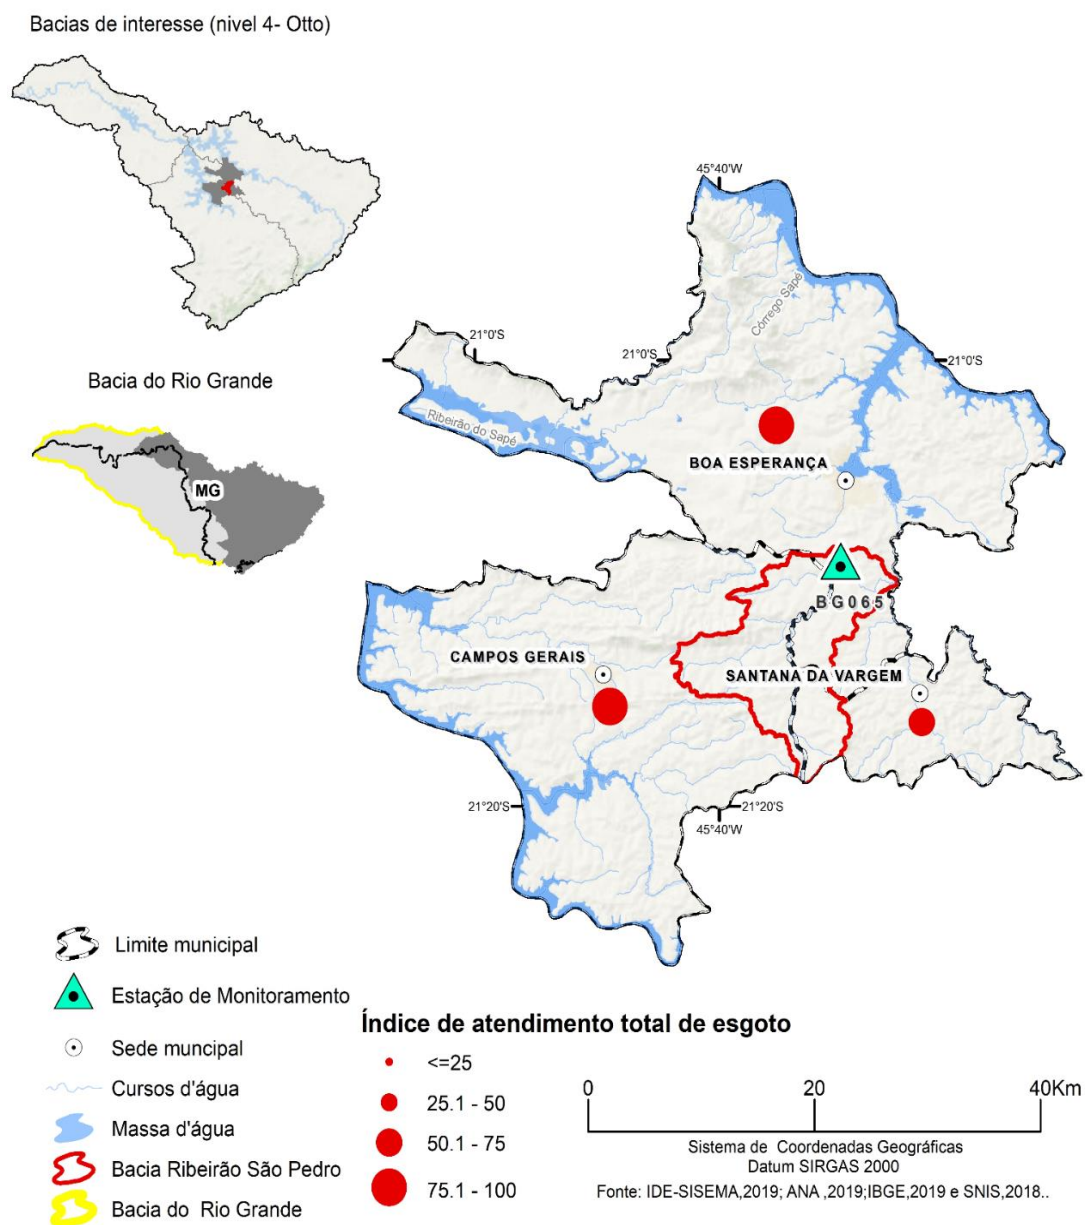 Bacias de interesse (nivel 4- Otto)
45°40'W
Córrego Sapé
21°0'S
21°0'S
21°0'S
Bacia do Rio Grande
Ribeirão do Sapé
BOA ESPERANÇA
MG
BG065
CAMPOS GERAIS
SANTANA DA VARGEM
21°20'S
21°20'S
45°40'W
Limite municipal
Estação de Monitoramento
Sede muncipal
Cursos d'água
Massa d'água
Bacia Ribeirão São Pedro
Bacia do Rio Grande
Índice de atendimento total de esgoto
<=25
25.1 - 50
50.1 - 75
75.1 - 100
0 20 40Km
Sistema de Coordenadas Geográficas
Datum SIRGAS 2000
Fonte: IDE-SISEMA,2019; ANA ,2019;IBGE,2019 e SNIS,2018..